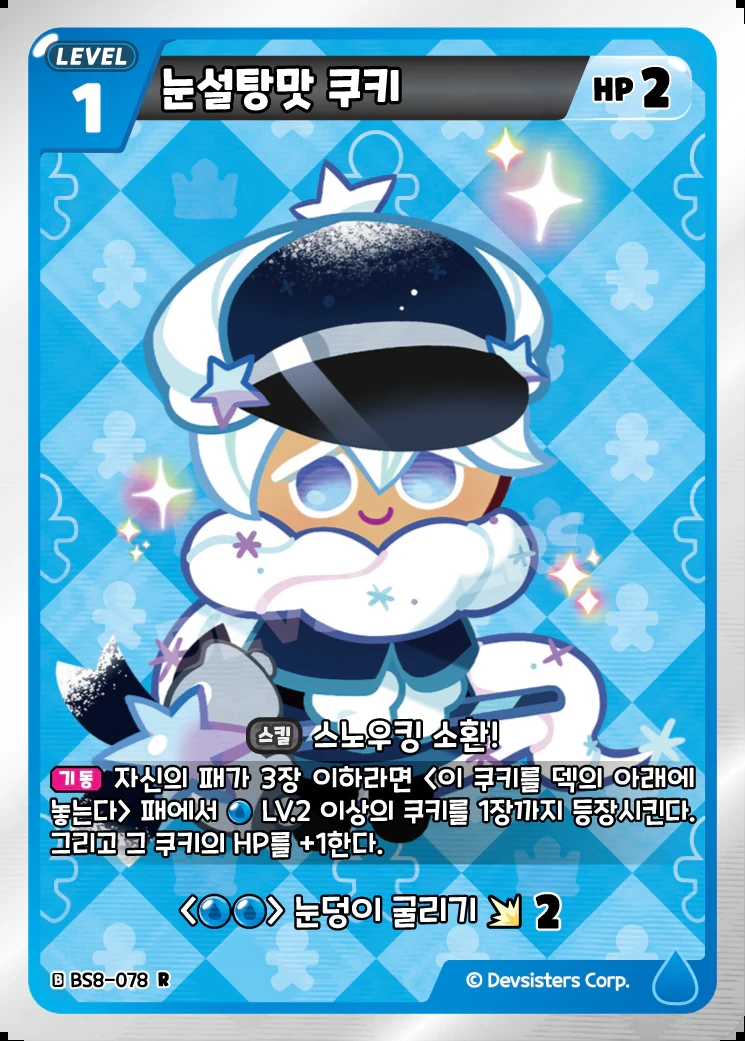 LEVEL
1
눈설탕맛 쿠키
HP 2
스킬 스노우킹 소환!
기동 자신의 패가 3장 이하라면 <이 쿠키를 덱의 아래에
놓는다> 패에서 LV.2 이상의 쿠키를 1장까지 등장시킨다.
그리고 그 쿠키의 HP를 +1한다.
< > 눈덩이 굴리기 2
B BS8-078 R
© Devsisters Corp.